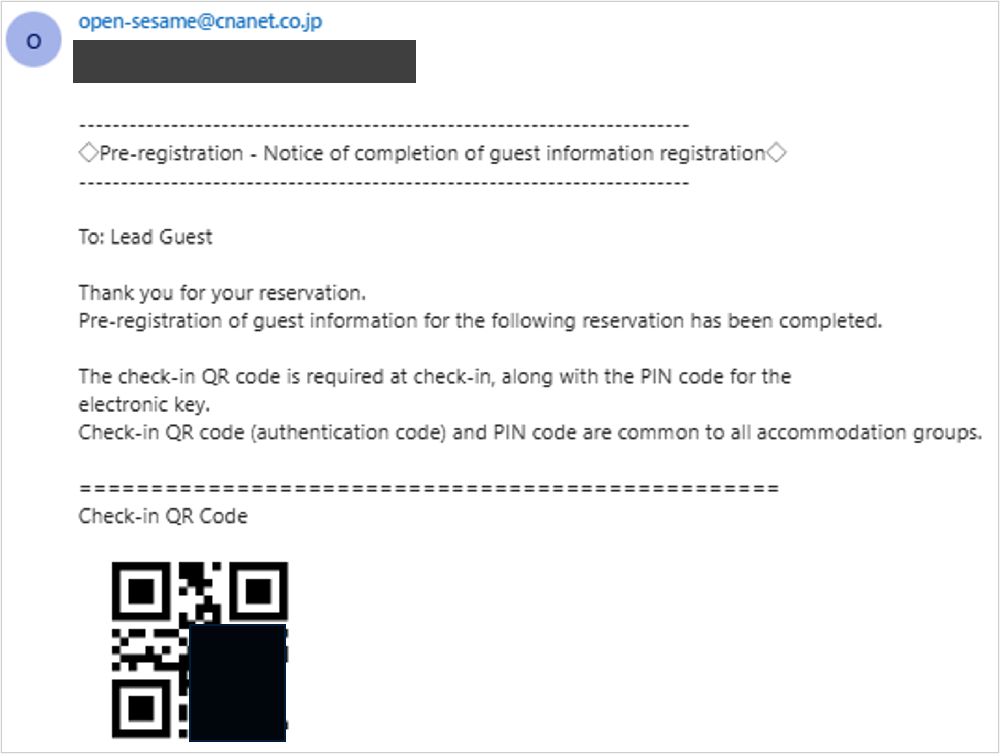 O
open-sesame@cnanet.co.jp
------------------------------------------------------------------------
◇Pre-registration - Notice of completion of guest information registration◇
------------------------------------------------------------------------
To: Lead Guest
Thank you for your reservation.
Pre-registration of guest information for the following reservation has been completed.
The check-in QR code is required at check-in, along with the PIN code for the
electronic key.
Check-in QR code (authentication code) and PIN code are common to all accommodation groups.
=================================================
Check-in QR Code